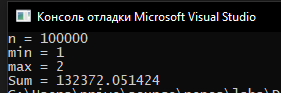 Консоль отладки Microsoft Visual Studio
n = 100000
min = 1
max = 2
Sum = 132372.051424